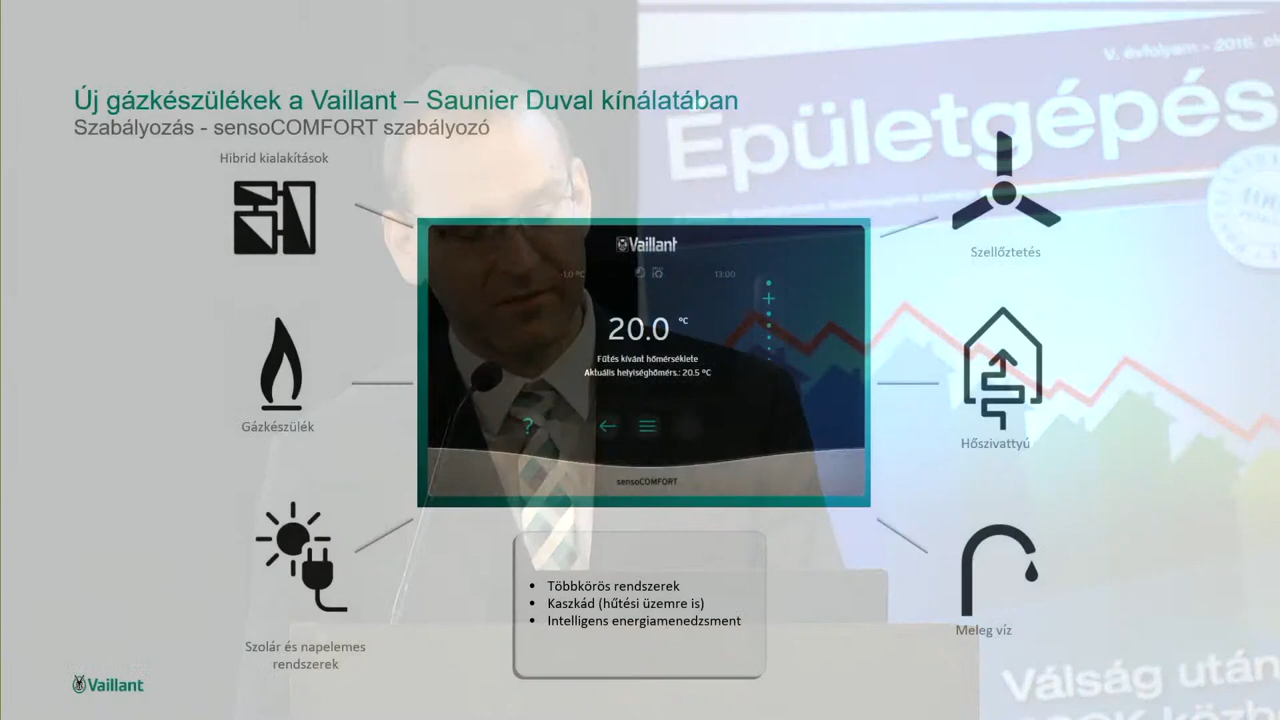 Új gázkészülékek a Vaillant – Saunier Duval kínálatában
Szabályozás - sensoCOMFORT szabályozó
V. évfolyam - 2018.
Épületgépés
Hibrid kialakítások
Szellőztetés
Vaillant
-1.0 °C
13:00
20.0 °C
Fűtés kívánt hőmérséklete
Aktuális helyiséghőmérs.: 20.5 °C
?
Gázkészülék
Hőszivattyú
sensoCOMFORT
• Többkörös rendszerek
• Kaszkád (hűtési üzemre is)
• Intelligens energiamenedzsment
Meleg víz
Szolár és napelemes
rendszerek
Válság után
Vaillant